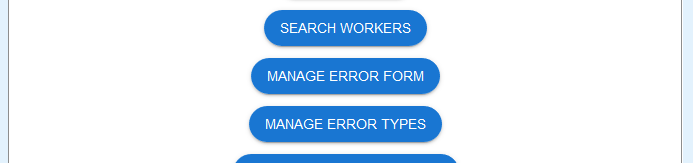 SEARCH WORKERS
MANAGE ERROR FORM
MANAGE ERROR TYPES